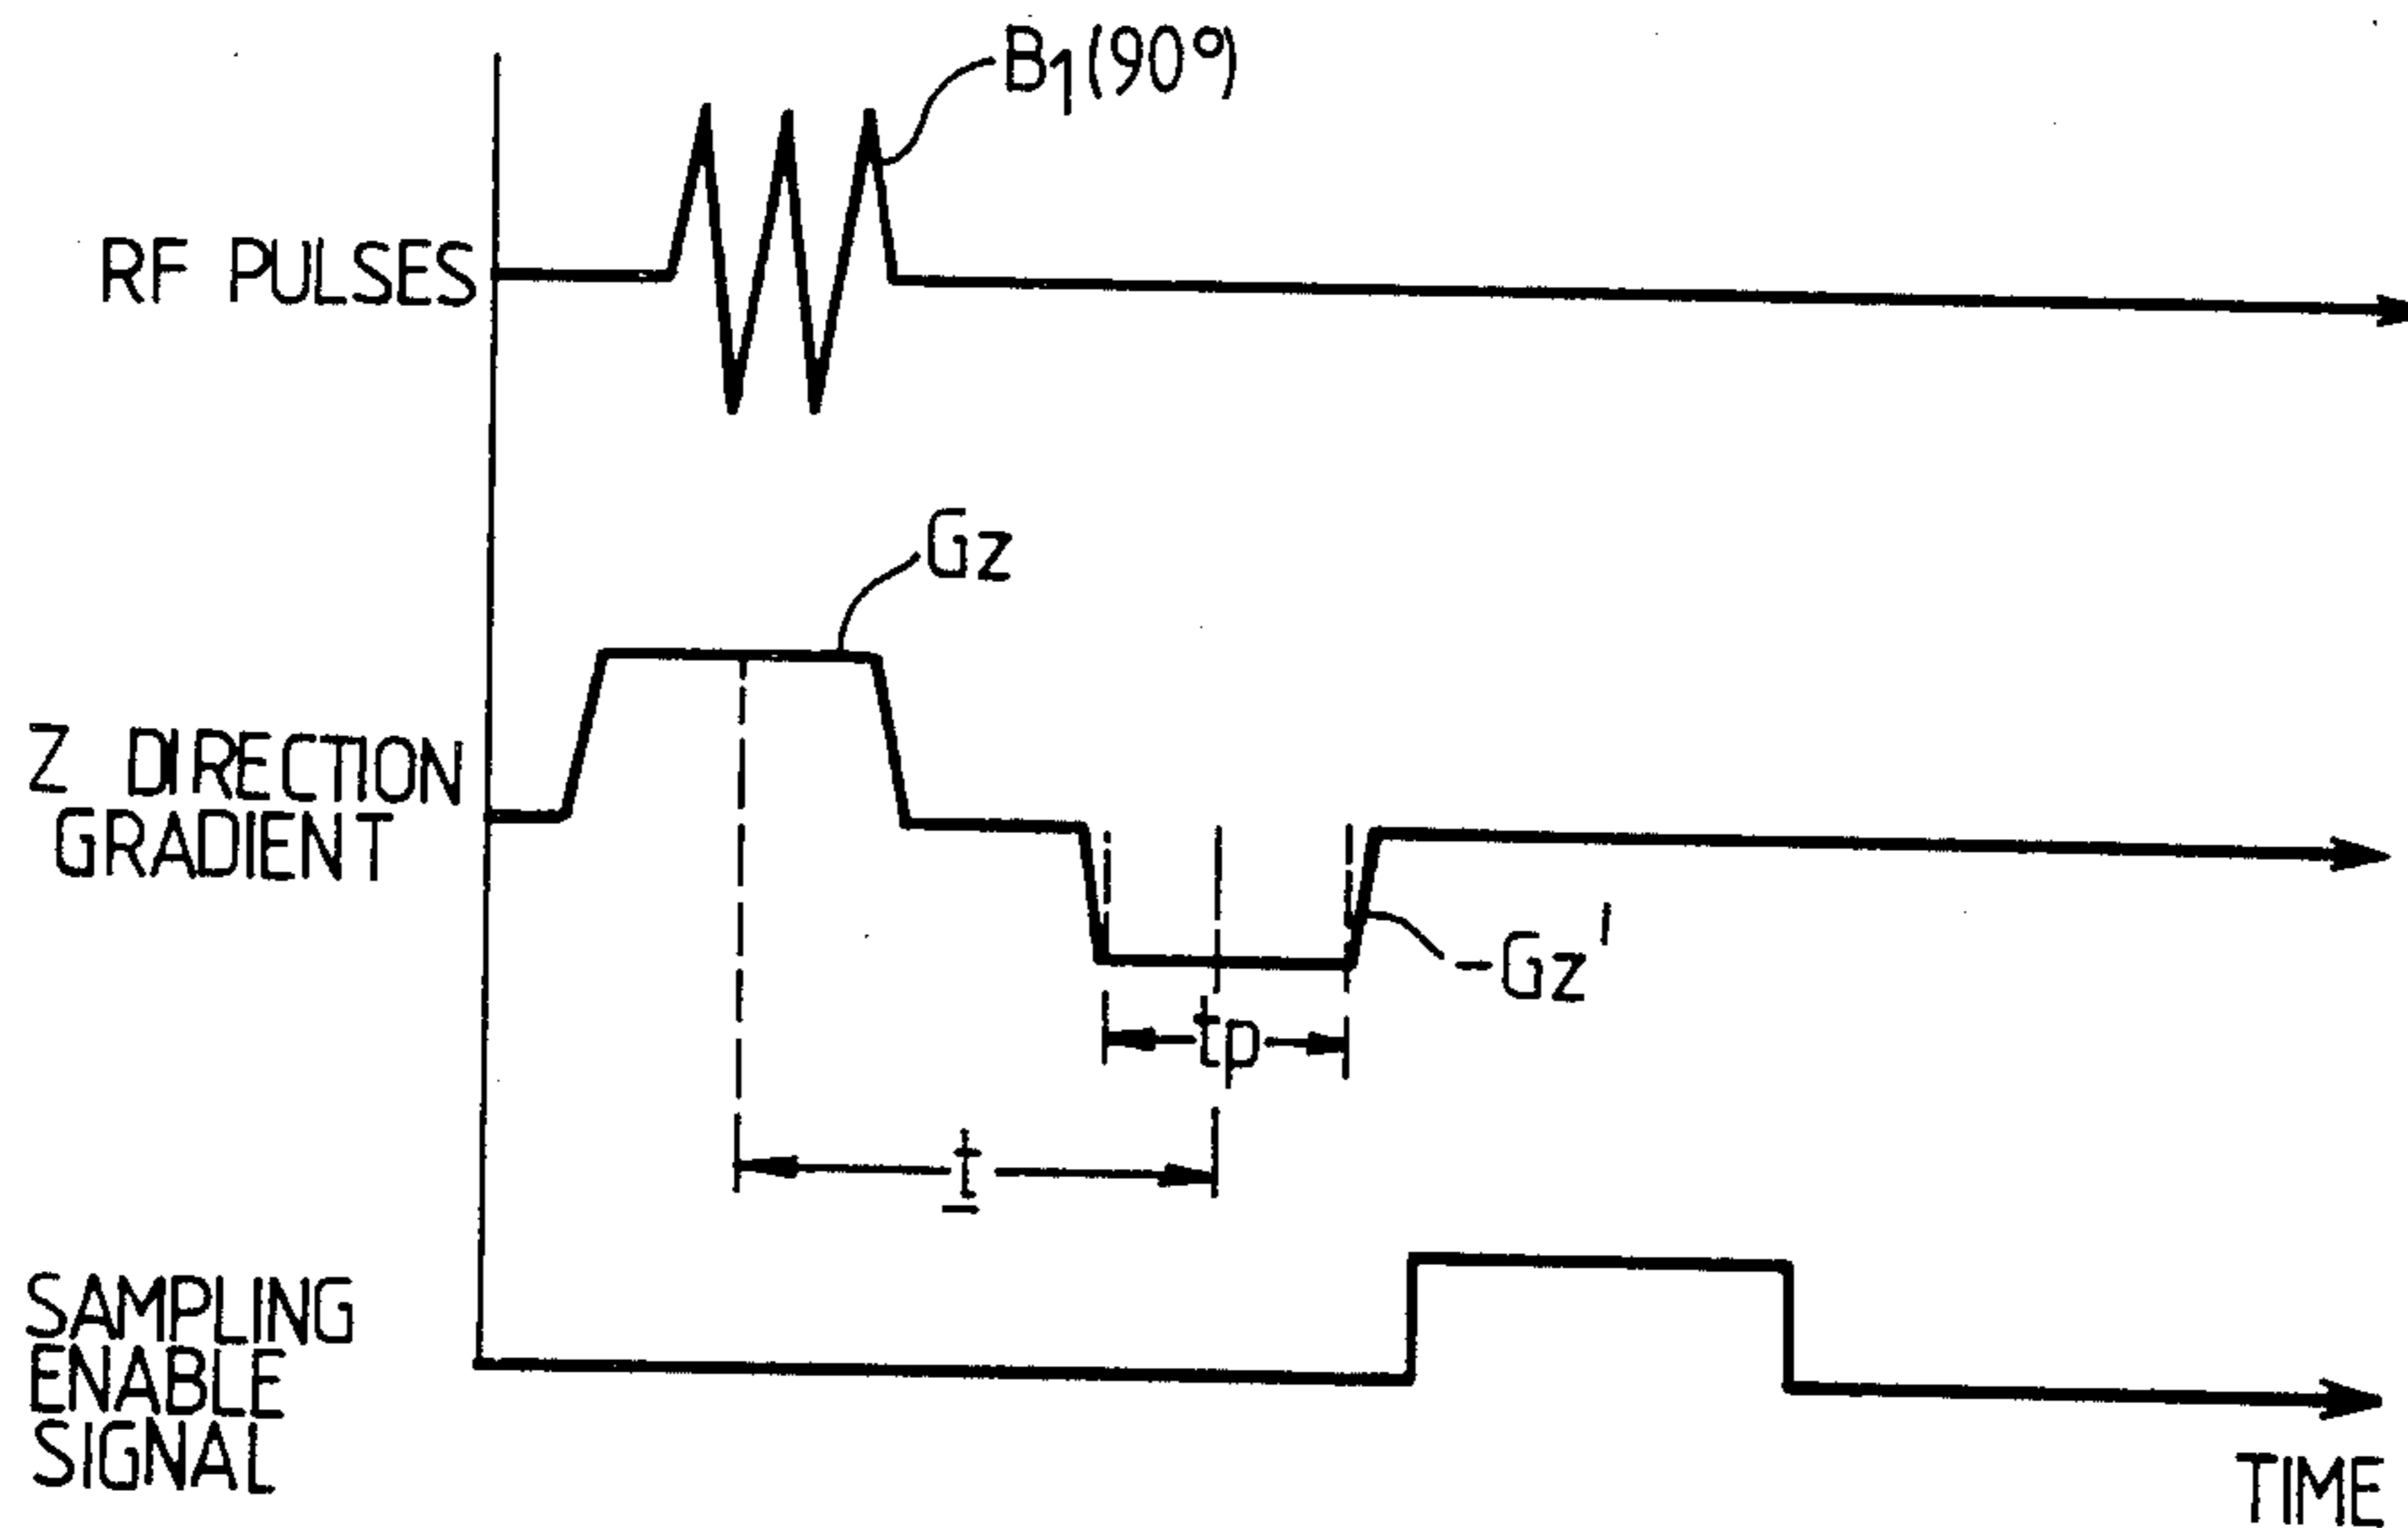 B1(90°)
RF PULSES
Gz
Z DIRECTION
GRADIENT
-Gz'
tp
t
SAMPLING
ENABLE
SIGNAL
TIME